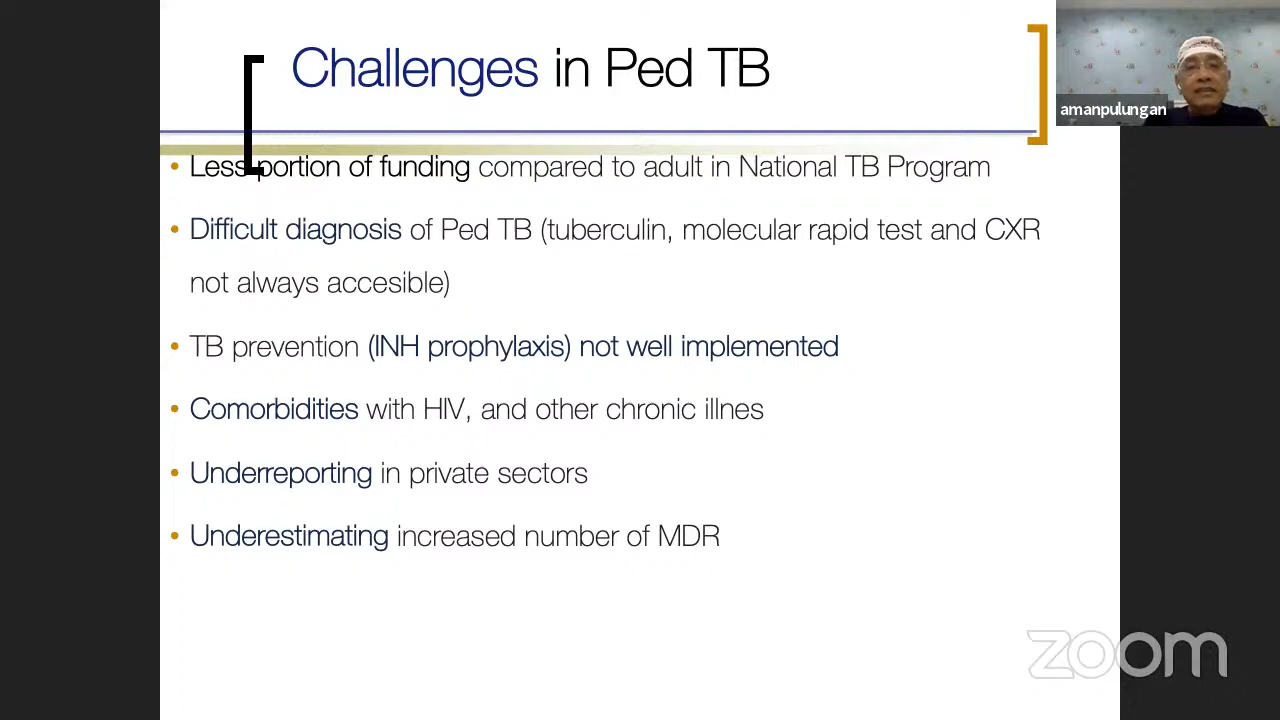 Challenges in Ped TB
amanpulungan
• Less portion of funding compared to adult in National TB Program
• Difficult diagnosis of Ped TB (tuberculin, molecular rapid test and CXR
not always accesible)
• TB prevention (INH prophylaxis) not well implemented
• Comorbidities with HIV, and other chronic illnes
• Underreporting in private sectors
• Underestimating increased number of MDR
zoom